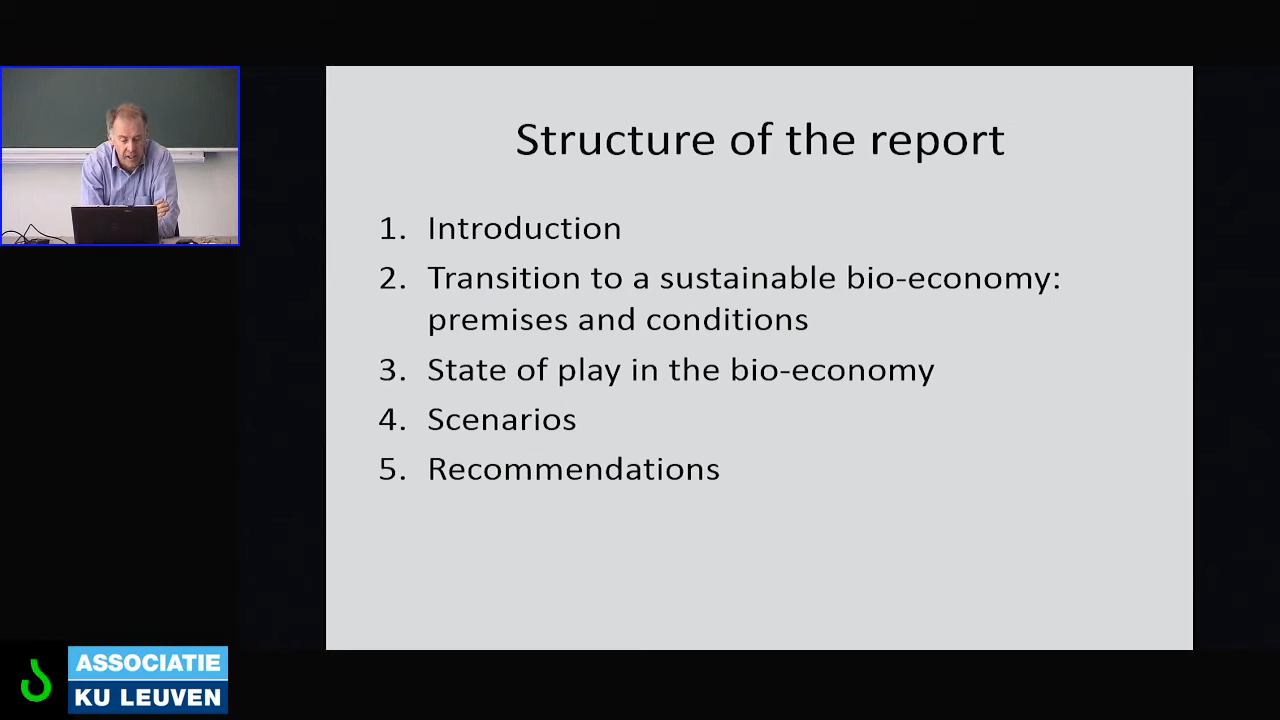 Structure of the report
1. Introduction
2. Transition to a sustainable bio-economy:
premises and conditions
3. State of play in the bio-economy
4. Scenarios
5. Recommendations
ASSOCIATIE
KU LEUVEN